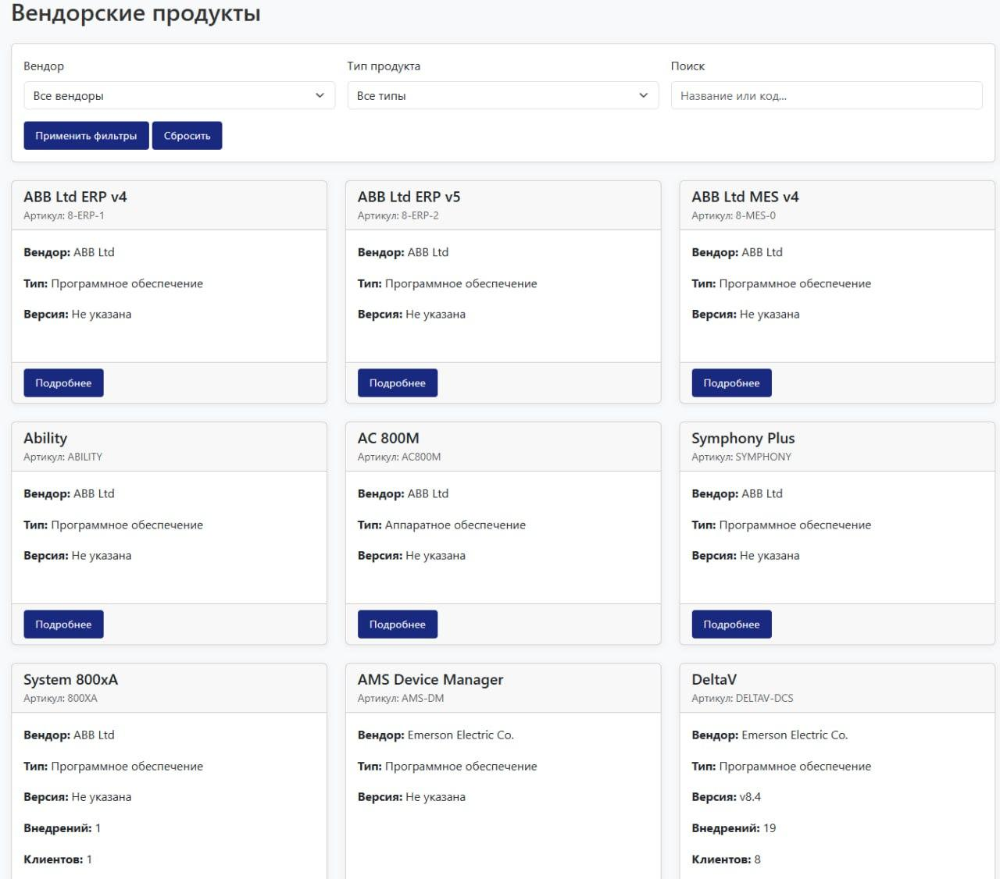 Вендорские продукты
Вендор
Тип продукта
Поиск
Все вендоры
Все типы
Название или код...
Применить фильтры
Сбросить
ABB Ltd ERP v4
Артикул: 8-ERP-1
Вендор: ABB Ltd
Тип: Программное обеспечение
Версия: Не указана
Подробнее
ABB Ltd ERP v5
Артикул: 8-ERP-2
Вендор: ABB Ltd
Тип: Программное обеспечение
Версия: Не указана
Подробнее
ABB Ltd MES v4
Артикул: 8-MES-0
Вендор: ABB Ltd
Тип: Программное обеспечение
Версия: Не указана
Подробнее
Ability
Артикул: ABILITY
Вендор: ABB Ltd
Тип: Программное обеспечение
Версия: Не указана
Подробнее
AC 800M
Артикул: AC800M
Вендор: ABB Ltd
Тип: Аппаратное обеспечение
Версия: Не указана
Подробнее
Symphony Plus
Артикул: SYMPHONY
Вендор: ABB Ltd
Тип: Программное обеспечение
Версия: Не указана
Подробнее
System 800xA
Артикул: 800XA
Вендор: ABB Ltd
Тип: Программное обеспечение
Версия: Не указана
Внедрений: 1
Клиентов: 1
AMS Device Manager
Артикул: AMS-DM
Вендор: Emerson Electric Co.
Тип: Программное обеспечение
Версия: Не указана
DeltaV
Артикул: DELTAV-DCS
Вендор: Emerson Electric Co.
Тип: Программное обеспечение
Версия: v8.4
Внедрений: 19
Клиентов: 8